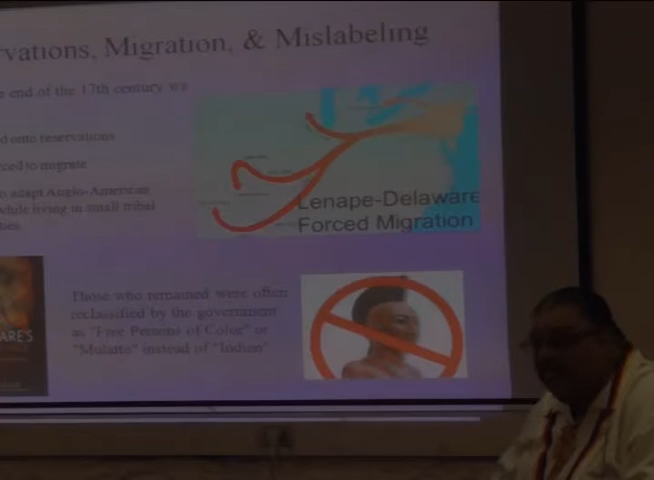 rvations, Migration, & Mislabeling
e end of the 17th century we
d onto reservations
rced to migrate
o adapt Anglo-American
while living in small tribal
ties
Lenape-Delaware
Forced Migration
ARE'S
Those who remained were often
reclassified by the government
as "Free Persons of Color" or
"Mulatto" instead of "Indian"